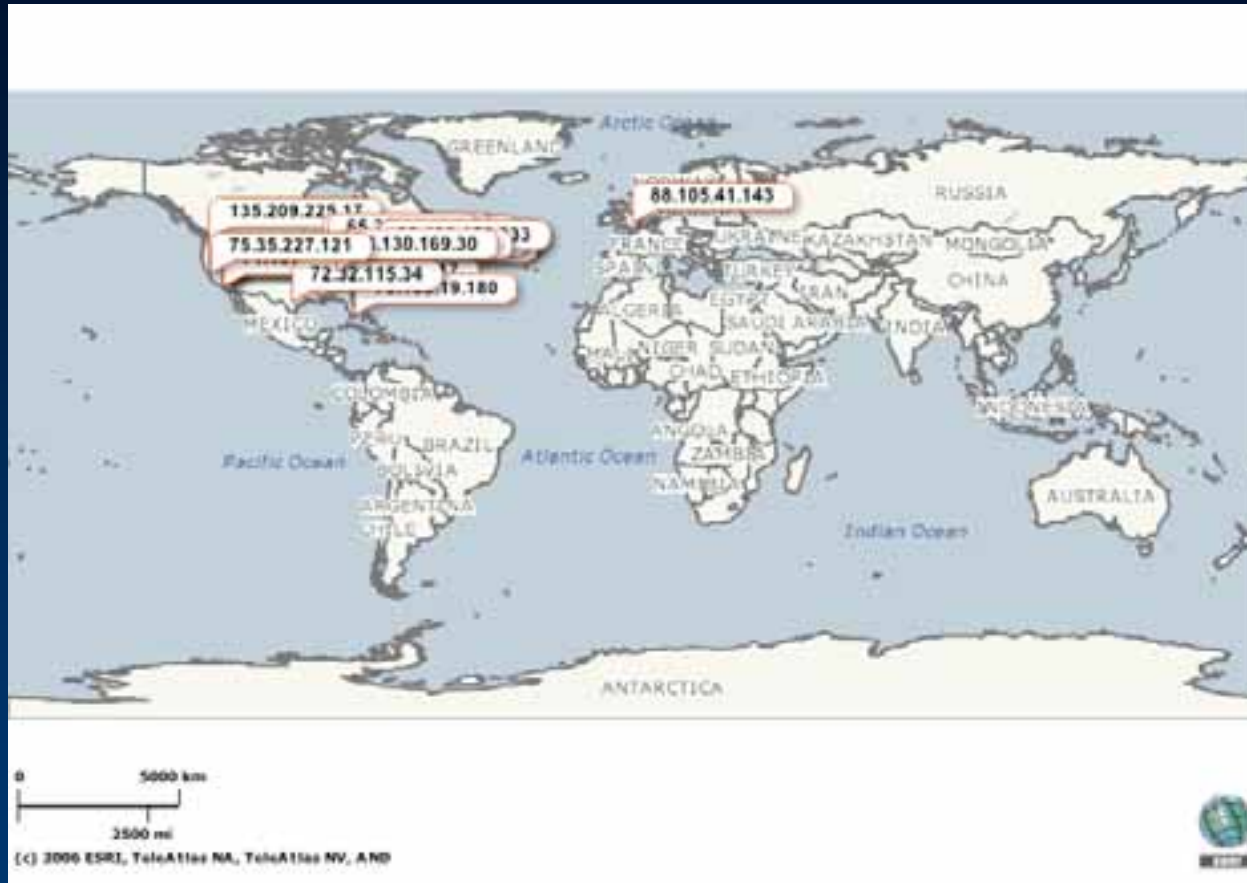 Arctic Ocean
GREENLAND
88.105.41.143
RUSSIA
135.209.225.17
75.35.227.121
.130.169.30
33
FRANCE
UKRAINE
KAZAKHSTAN
MONGOLIA
72.32.115.34
19.180
SPAIN
TURKEY
CHINA
IRAN
MEXICO
ALGERIA
EGYPT
SAUDI ARABIA
INDIA
MALI
NIGER
SUDAN
CHAD
ETHIOPIA
COLOMBIA
INDONESIA
PERU
BRAZIL
ANGOLA
Pacific Ocean
Atlantic Ocean
ZAMBIA
BOLIVIA
NAMIBIA
AUSTRALIA
ARGENTINA
CHILE
Indian Ocean
ANTARCTICA
0 5000 km
2500 mi
(c) 2006 ESRI, TeleAtlas NA, TeleAtlas NV, AND